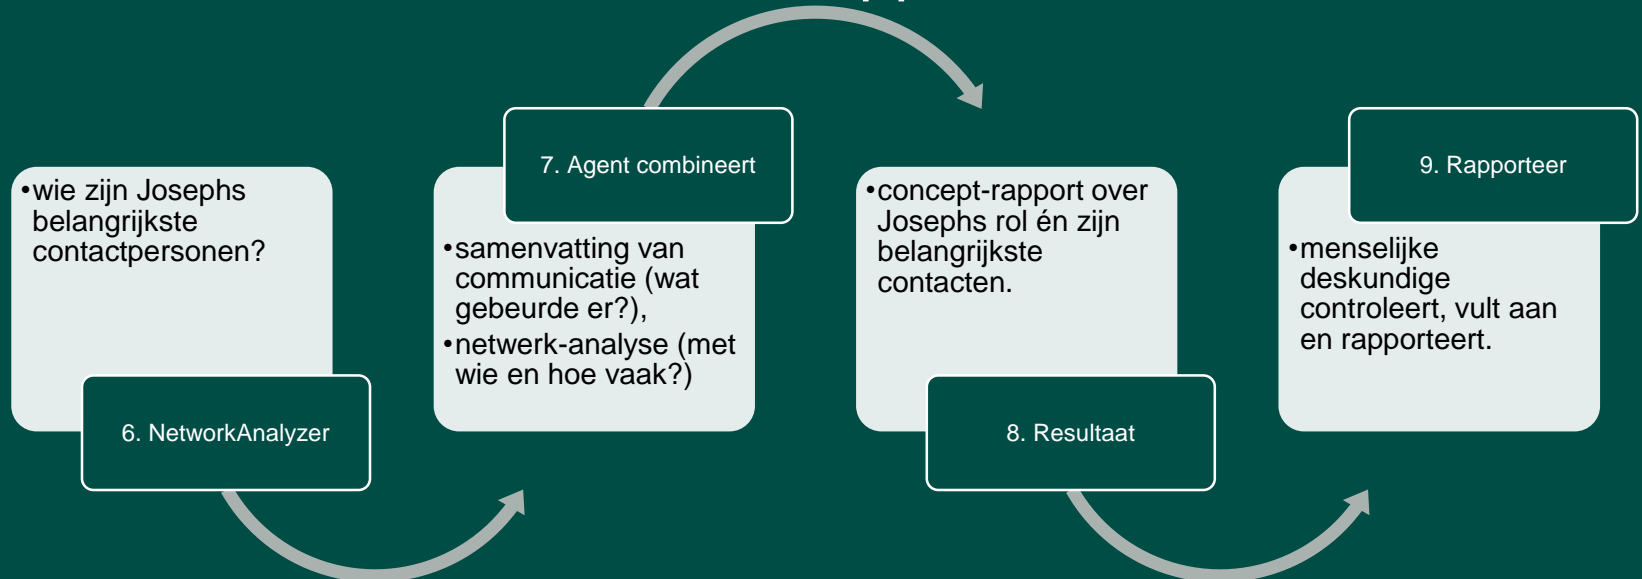 •wie zijn Josephs
belangrijkste
contactpersonen?
6. NetworkAnalyzer
7. Agent combineert
•samenvatting van
communicatie (wat
gebeurde er?),
•netwerk-analyse (met
wie en hoe vaak?)
•concept-rapport over
Josephs rol én zijn
belangrijkste
contacten.
8. Resultaat
9. Rapporteer
•menselijke
deskundige
controleert, vult aan
en rapporteert.